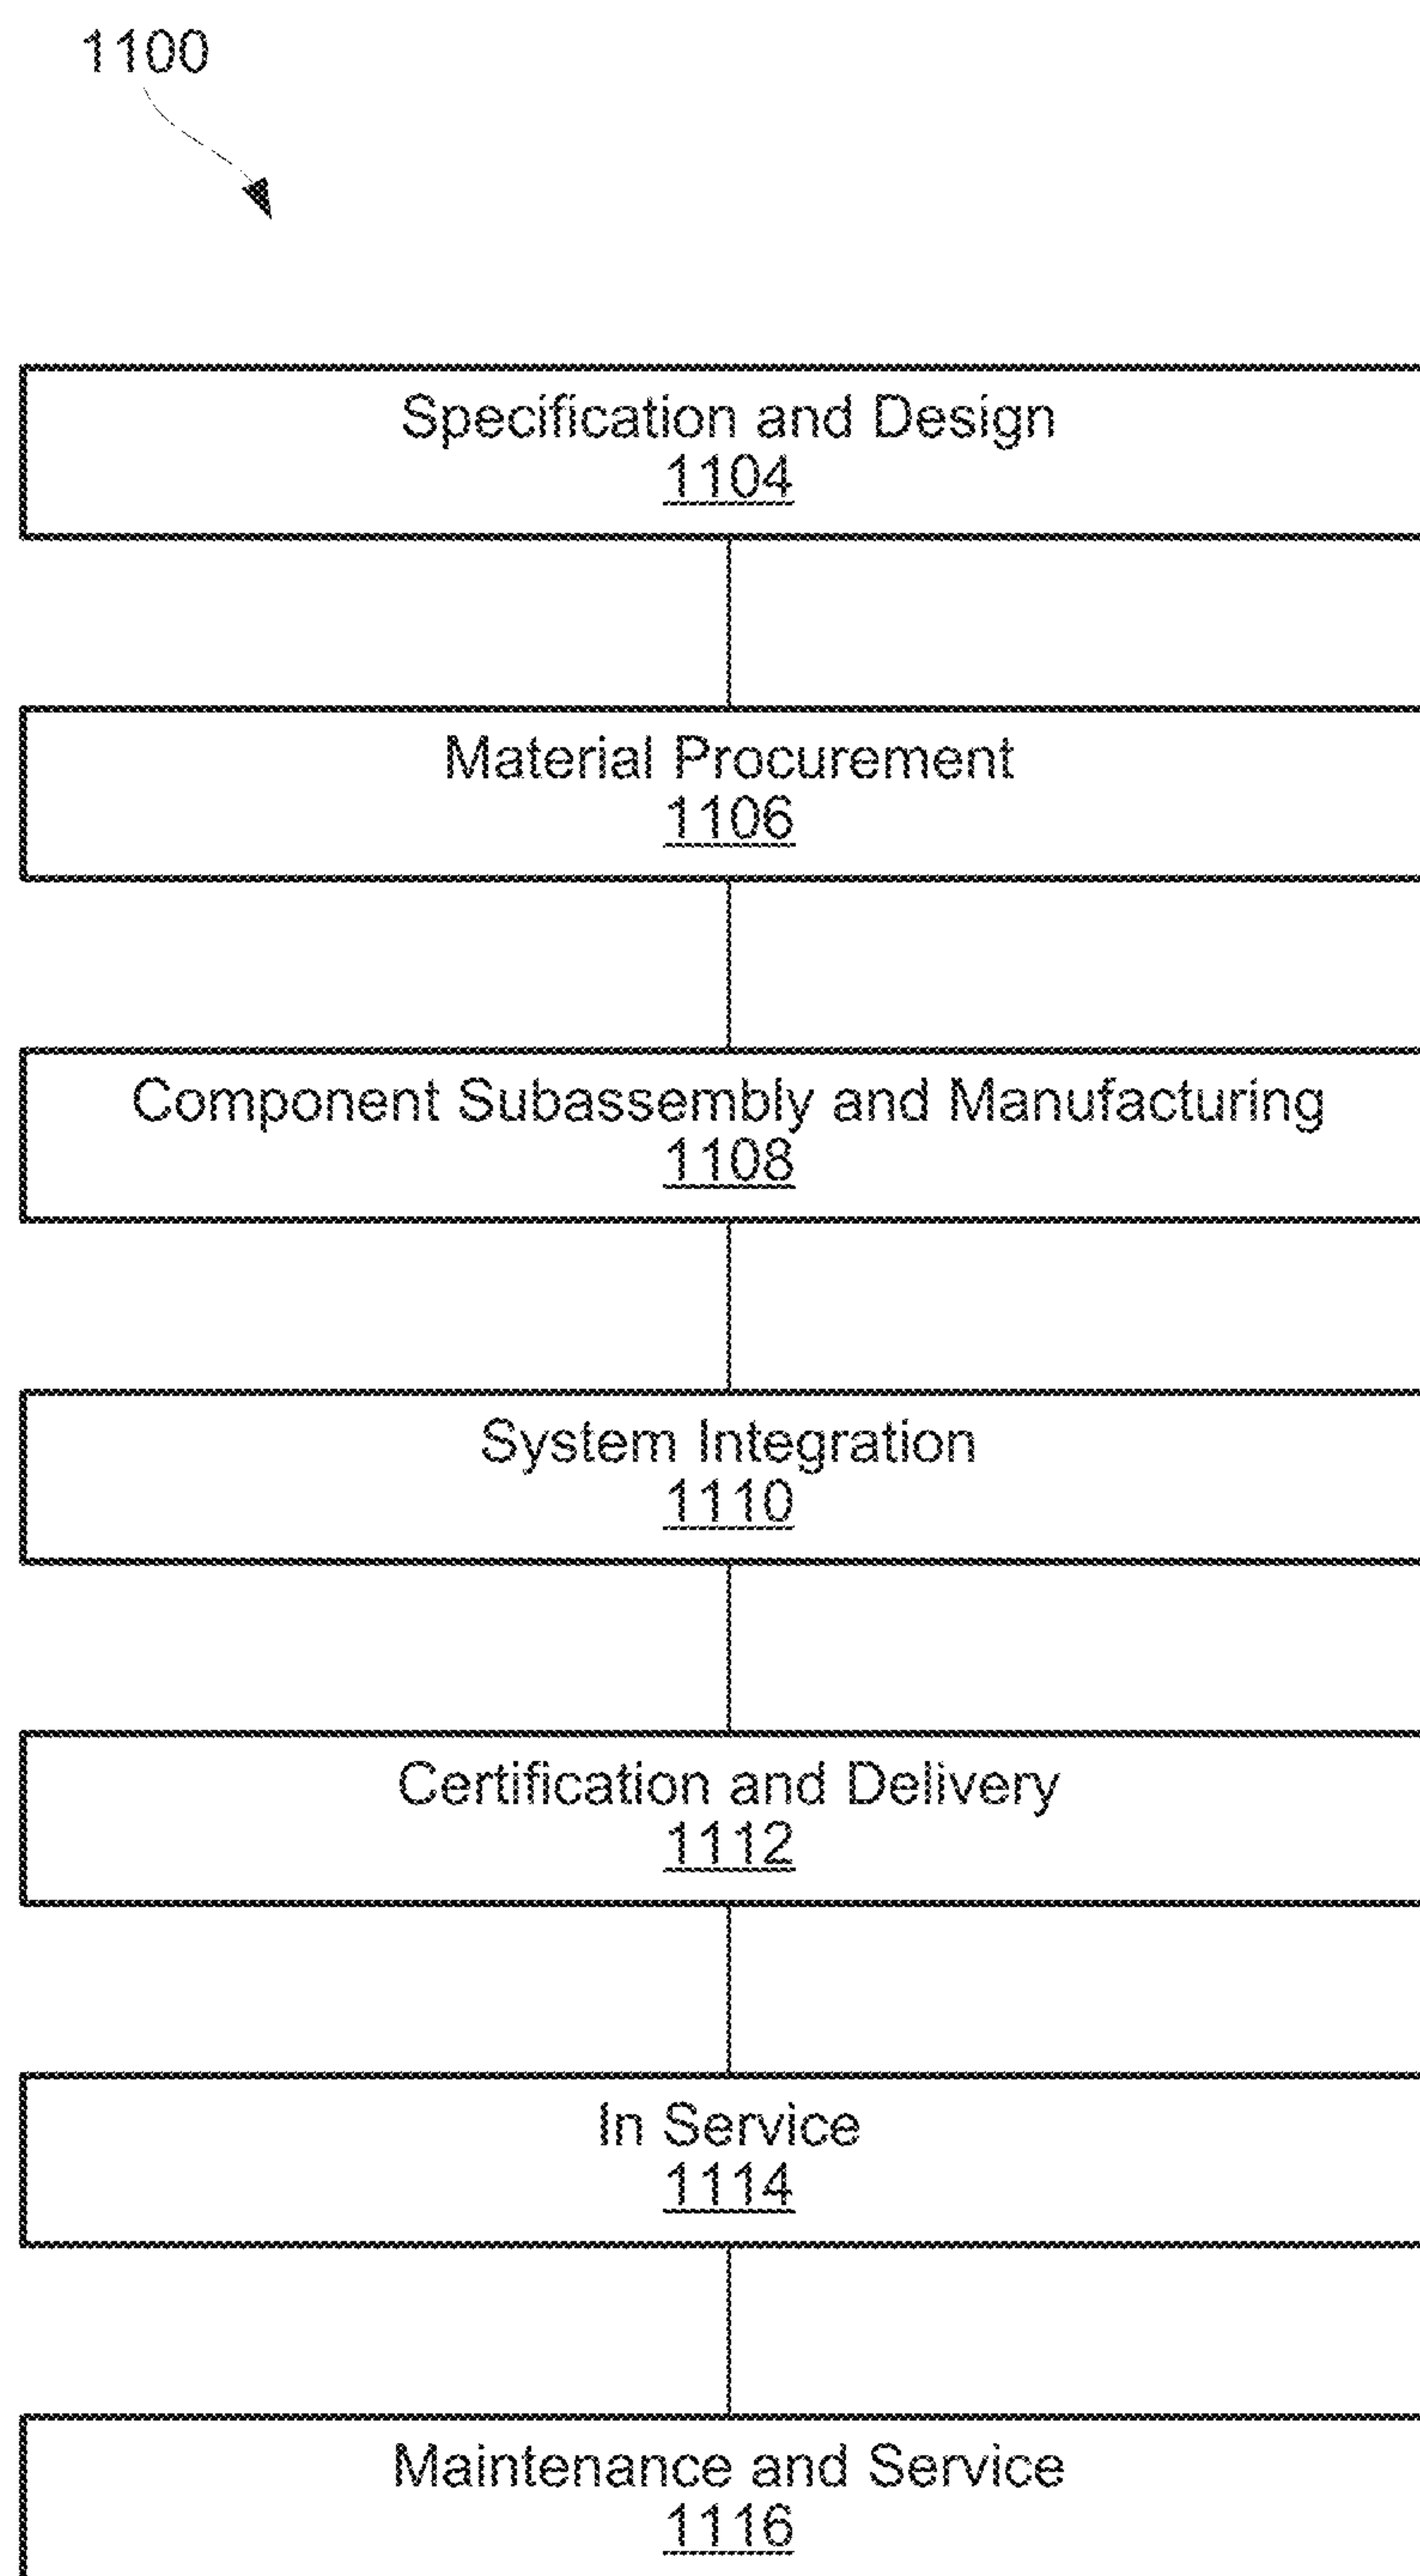 1100
Specification and Design
1104
Material Procurement
1106
Component Subassembly and Manufacturing
1108
System Integration
1110
Certification and Delivery
1112
In Service
1114
Maintenance and Service
1116